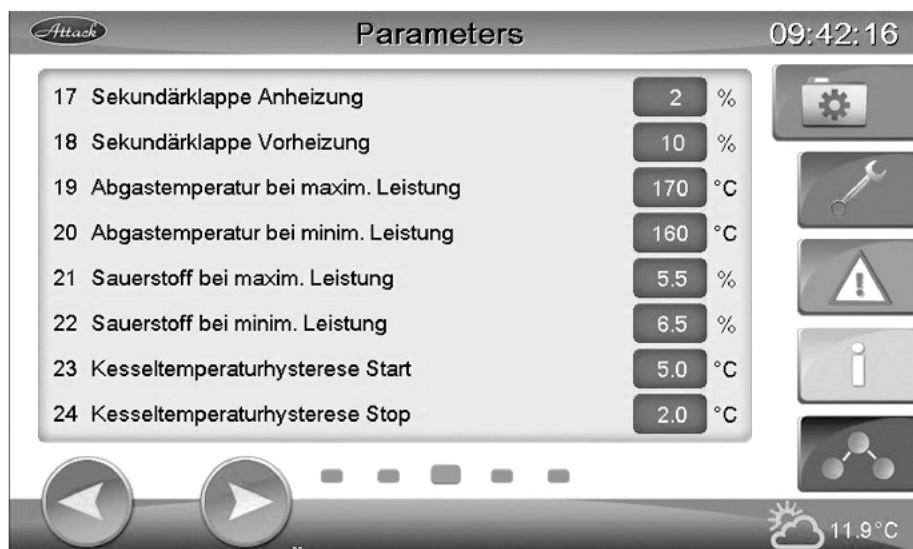 Attack Parameters 09:42:16
17 Sekundärklappe Anheizung 2 %
18 Sekundärklappe Vorheizung 10 %
19 Abgastemperatur bei maxim. Leistung 170 °C
20 Abgastemperatur bei minim. Leistung 160 °C
21 Sauerstoff bei maxim. Leistung 5.5 %
22 Sauerstoff bei minim. Leistung 6.5 %
23 Kesseltemperaturhysterese Start 5.0 °C
24 Kesseltemperaturhysterese Stop 2.0 °C
11.9°C